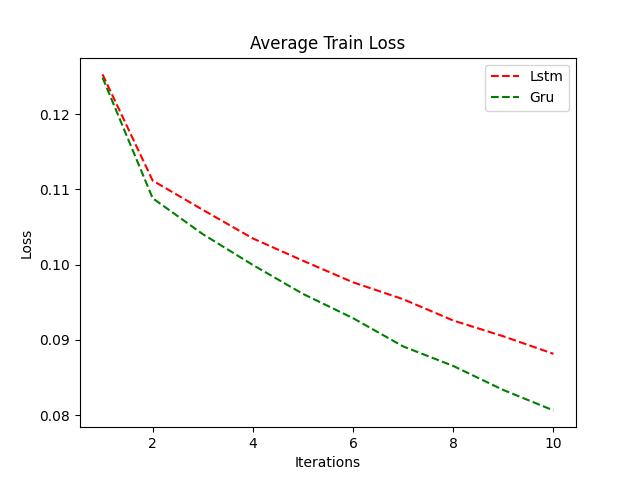 Average Train Loss
Lstm
Gru
0.12
0.11
0.10
0.09
0.08
Loss
2 4 6 8 10
Iterations